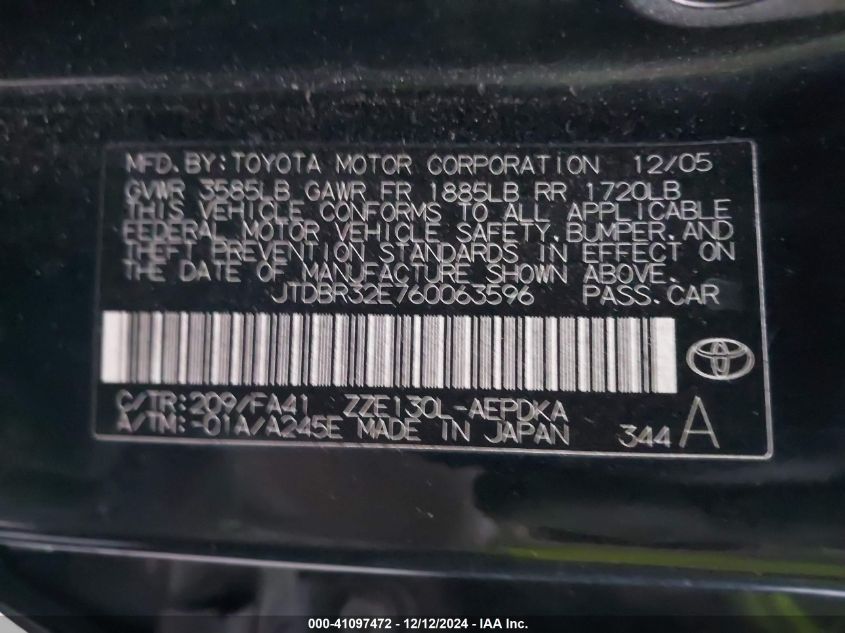 MFD. BY: TOYOTA MOTOR CORPORATION 12/05
GVWR 3585LB GAWR FR 1885LB RR 1720LB
THIS VEHICLE CONFORMS TO ALL APPLICABLE
FEDERAL MOTOR VEHICLE SAFETY, BUMPER, AND
THEFT PREVENTION STANDARDS IN EFFECT ON
THE DATE OF MANUFACTURE SHOWN ABOVE.
JTDBR32E760063596 PASS. CAR
C/TR: 209/FA41 ZZE130L-AEPDKA
A/TM: -01A/A245E MADE IN JAPAN 344 A
000-41097472 — 12/12/2024 — IAA Inc.